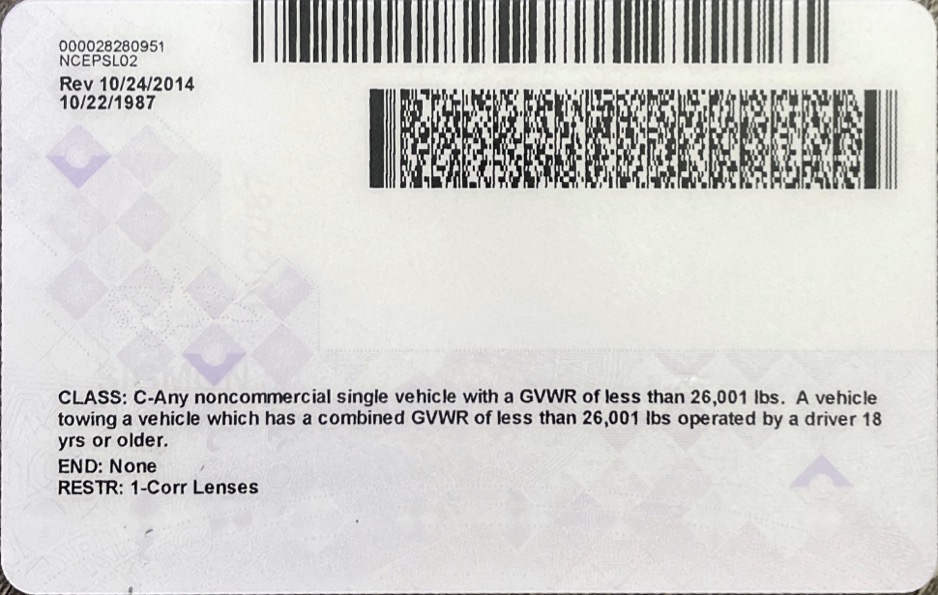 000028280951
NCEPSL02
Rev 10/24/2014
10/22/1987
CLASS: C-Any noncommercial single vehicle with a GVWR of less than 26,001 lbs. A vehicle
towing a vehicle which has a combined GVWR of less than 26,001 lbs operated by a driver 18
yrs or older.
END: None
RESTR: 1-Corr Lenses